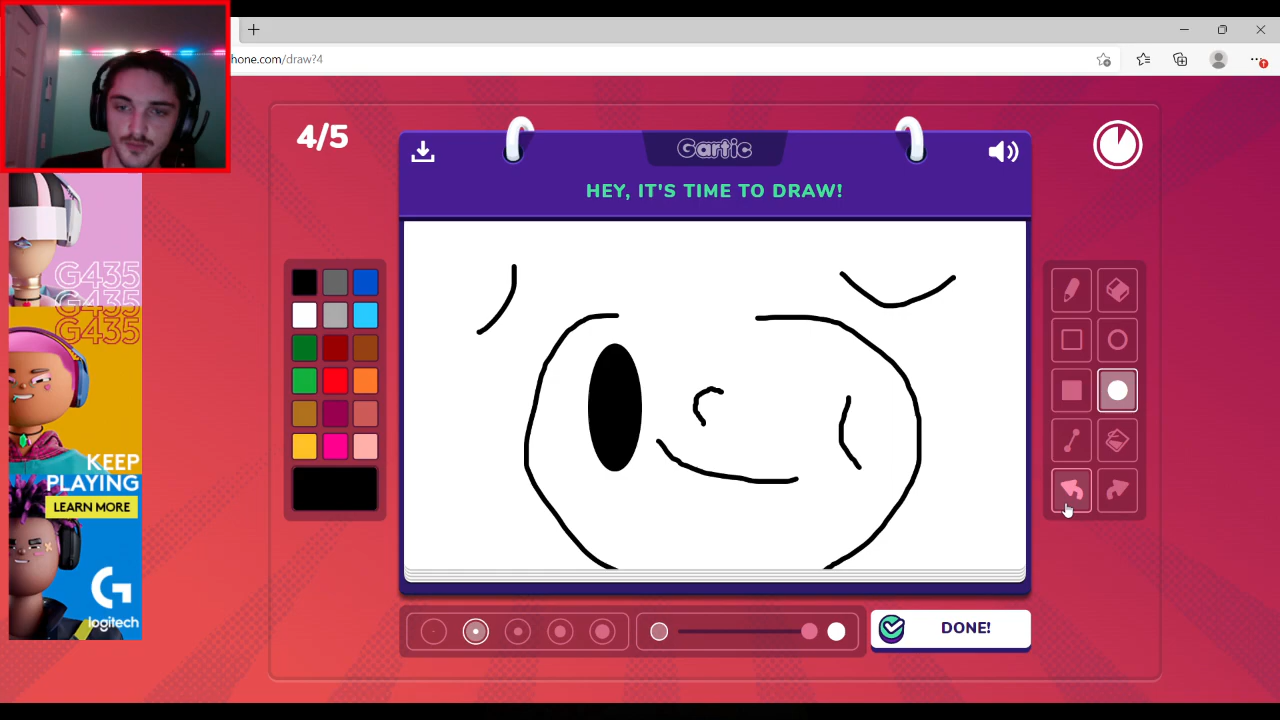 hone.com/draw?4
4/5
Gartic
HEY, IT'S TIME TO DRAW!
G435
G435
G435
G435
KEEP
PLAYING
LEARN MORE
logitech
DONE!